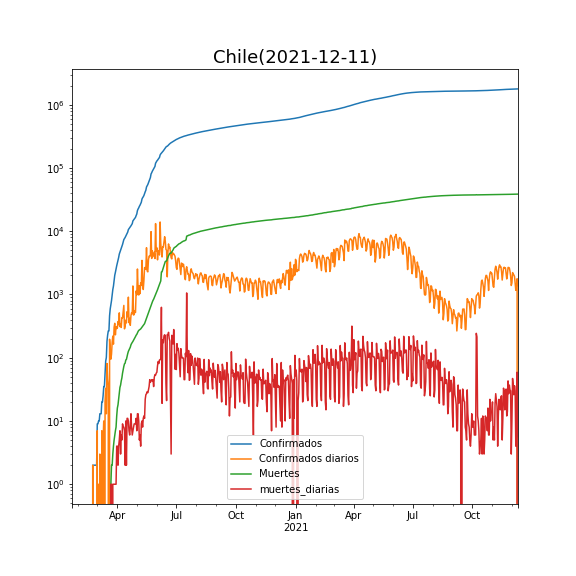 Chile(2021-12-11)
10⁶
10⁵
10⁴
10³
10²
10¹
10⁰
Confirmados
Confirmados diarios
Muertes
muertes_diarias
Apr Jul Oct Jan Apr Jul Oct
2021